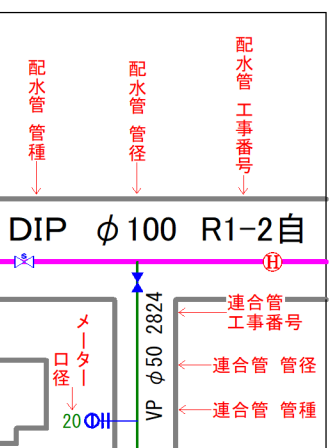 配水管 管種
配水管 管径
配水管 工事番号
DIP φ100 R1-2自
S
H
連合管
工事番号
VP φ50 2824
メーター
口径
連合管 管径
20
連合管 管種